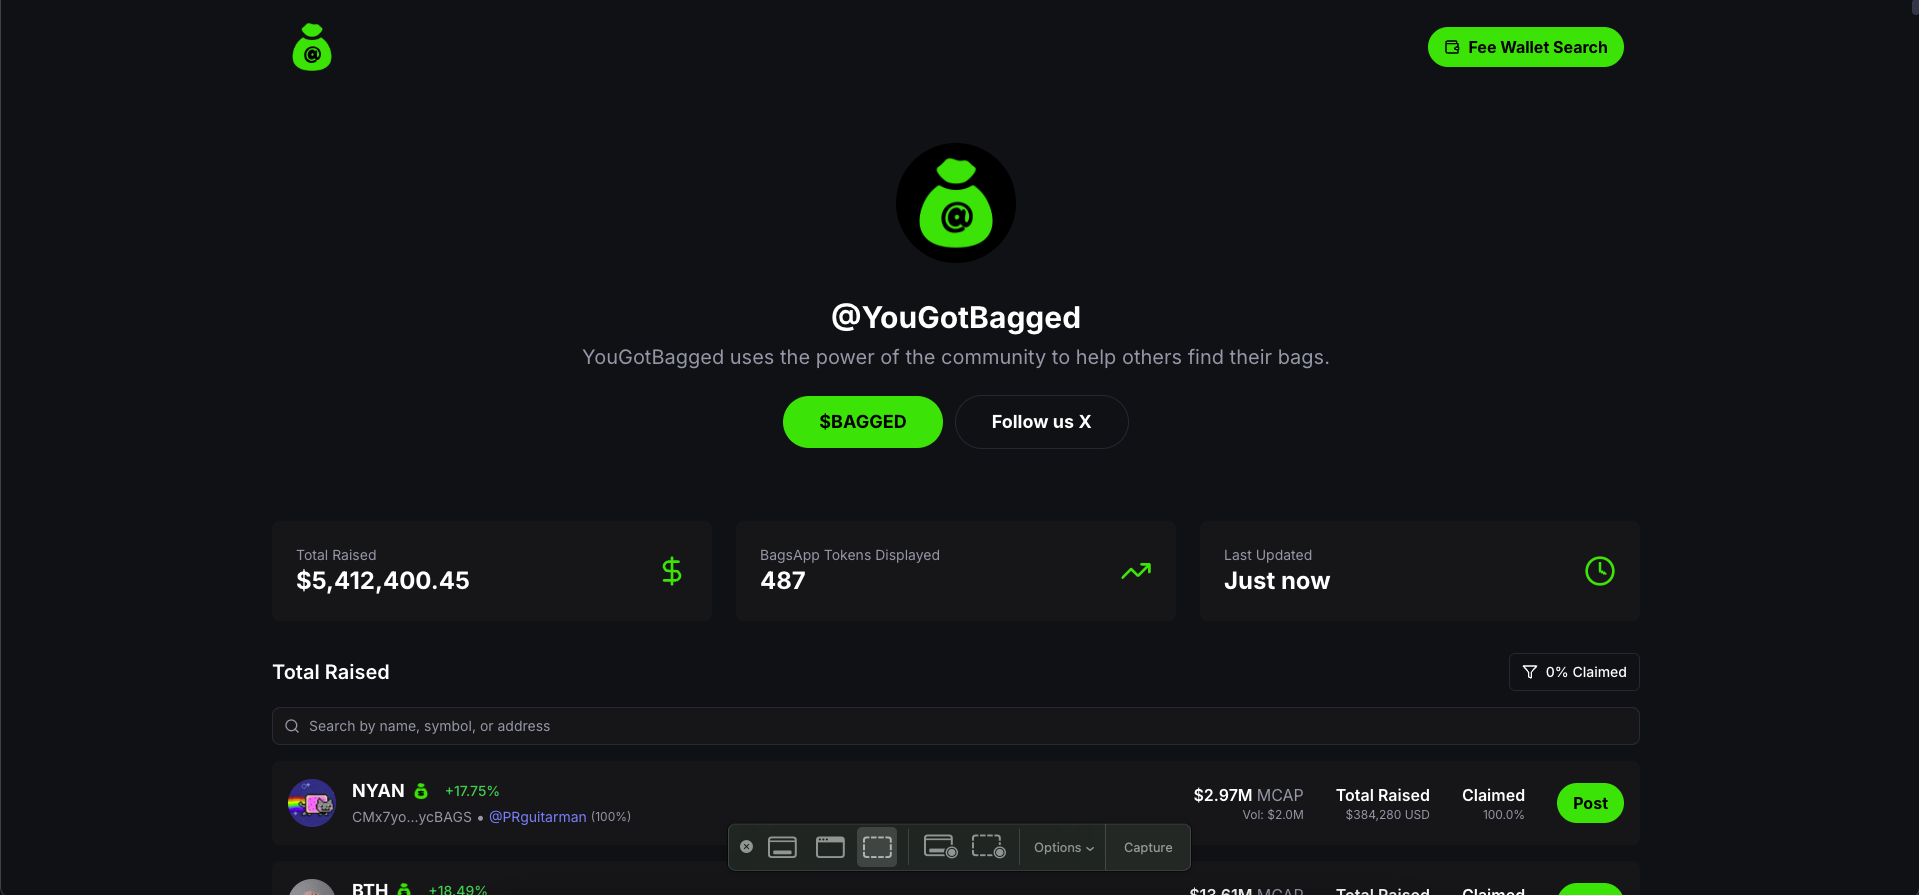 @
Fee Wallet Search
@
@YouGotBagged
YouGotBagged uses the power of the community to help others find their bags.
$BAGGED
Follow us X
Total Raised
$5,412,400.45
BagsApp Tokens Displayed
487
Last Updated
Just now
Total Raised
0% Claimed
Search by name, symbol, or address
NYAN +17.75%
CMx7yo...ycBAGS • @PRguitarman (100%)
$2.97M MCAP
Vol: $2.0M
Total Raised
$384,280 USD
Claimed
100.0%
Post
Options
Capture
BTH +18.49%
$13.61M MCAP
Total Raised
Claimed